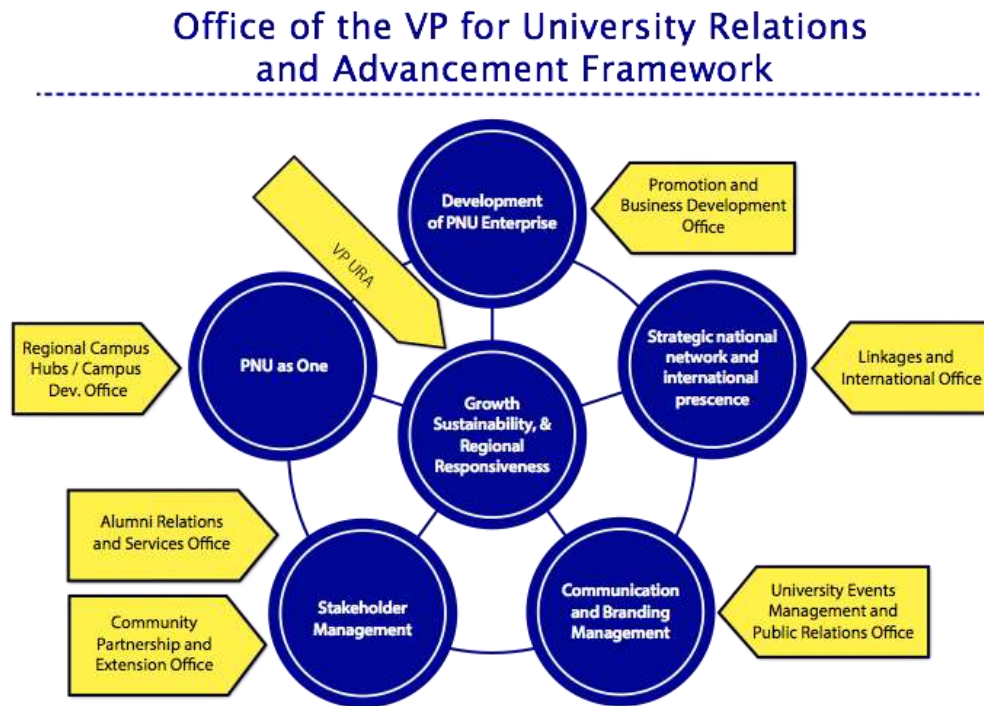 Office of the VP for University Relations
and Advancement Framework
Development
of PNU Enterprise
Promotion and
Business Development
Office
VP URA
Regional Campus
Hubs / Campus
Dev. Office
PNU as One
Strategic national
network and
international
prescence
Linkages and
International Office
Growth
Sustainability, &
Regional
Responsiveness
Alumni Relations
and Services Office
Community
Partnership and
Extension Office
Stakeholder
Management
Communication
and Branding
Management
University Events
Management and
Public Relations Office